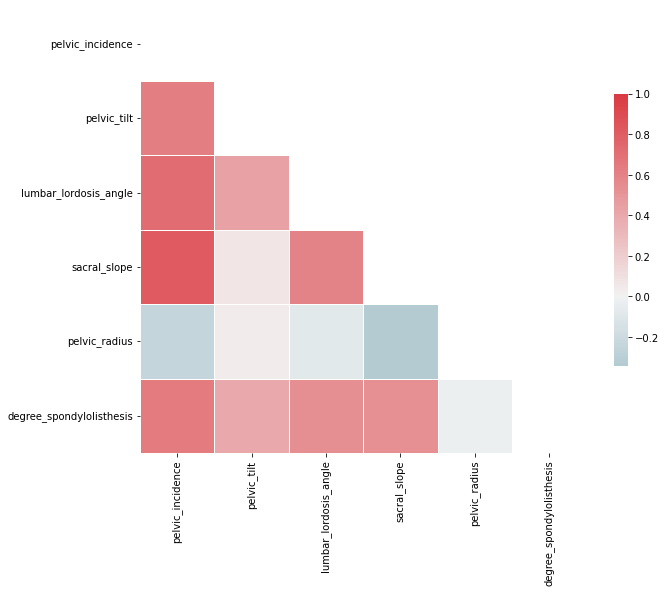 pelvic_incidence
pelvic_tilt
lumbar_lordosis_angle
sacral_slope
pelvic_radius
degree_spondylolisthesis
pelvic_incidence
pelvic_tilt
lumbar_lordosis_angle
sacral_slope
pelvic_radius
degree_spondylolisthesis
1.0
0.8
0.6
0.4
0.2
0.0
−0.2